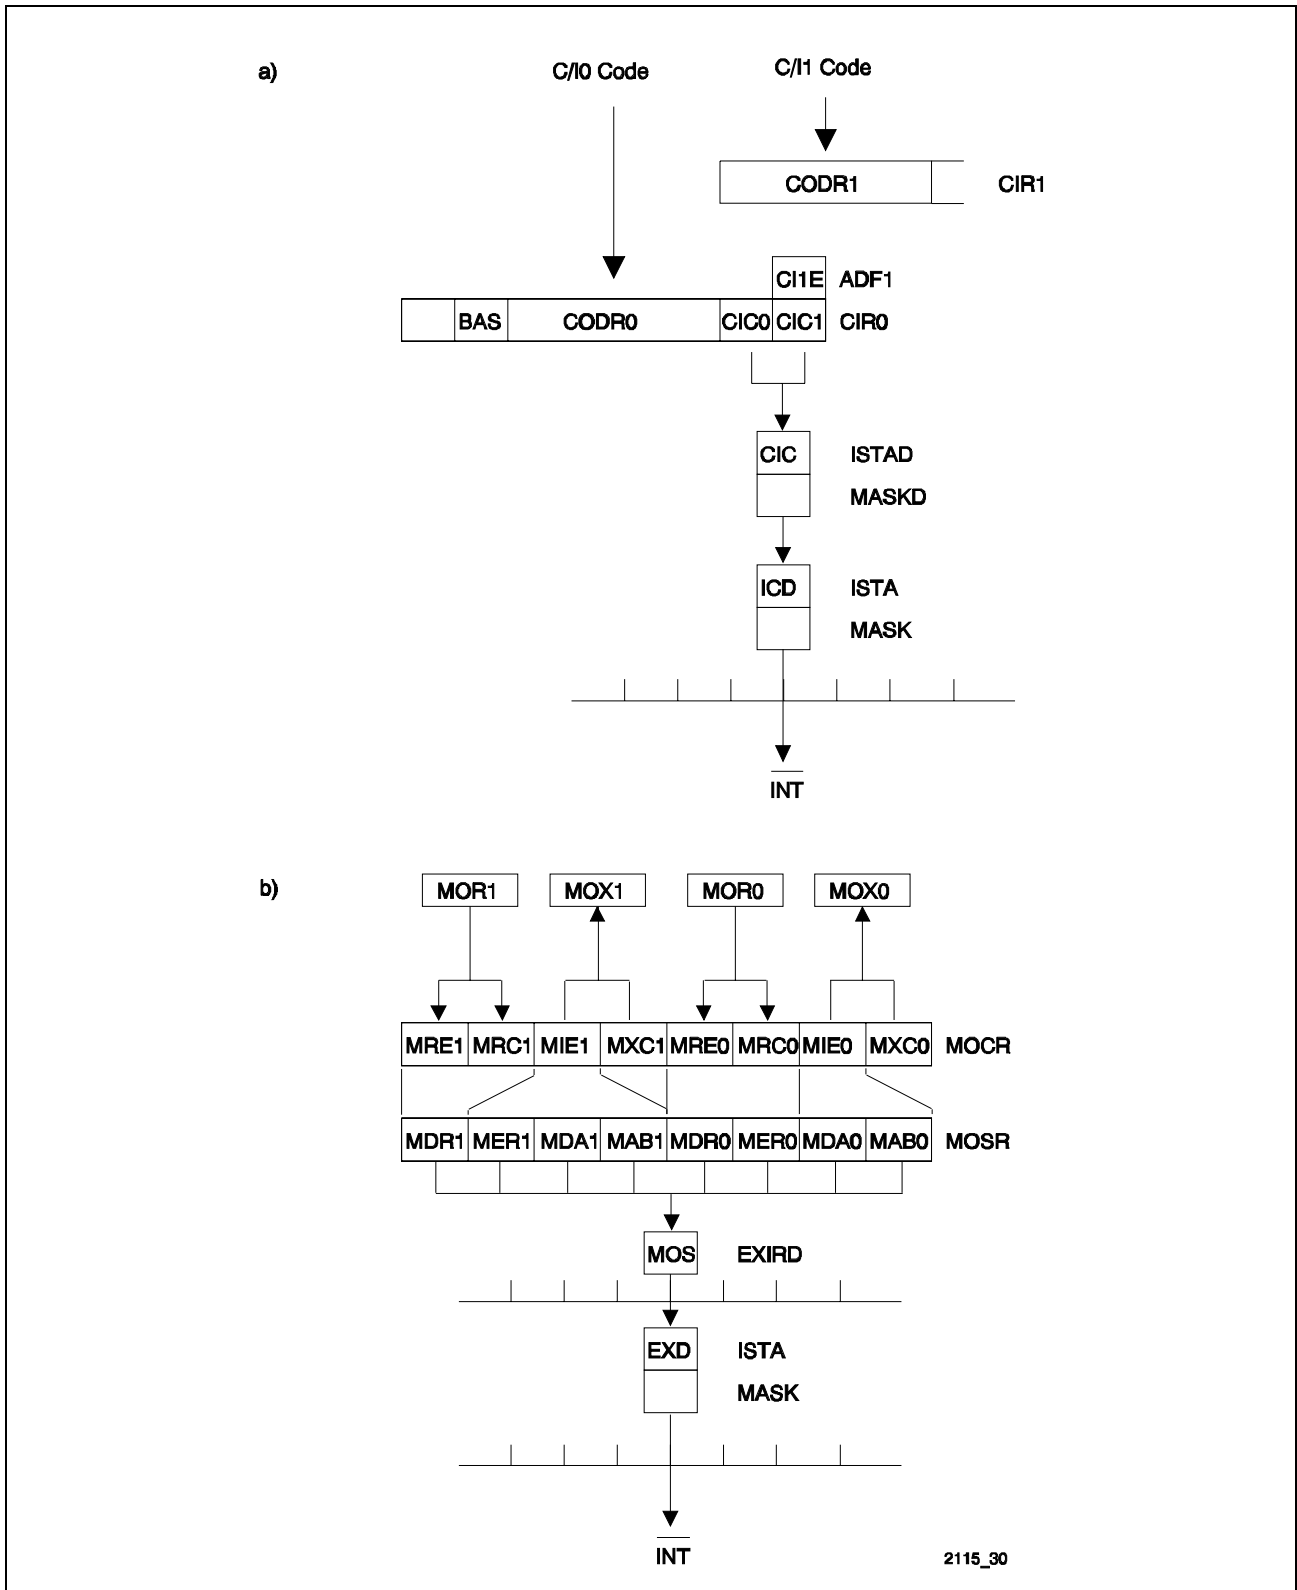 a)
C/I0 Code
C/I1 Code
CODR1 CIR1
CI1E ADF1
BAS CODR0 CIC0 CIC1 CIR0
CIC ISTAD
MASKD
ICD ISTA
MASK
INT
b)
MOR1 MOX1 MOR0 MOX0
MRE1 MRC1 MIE1 MXC1 MRE0 MRC0 MIE0 MXC0 MOCR
MDR1 MER1 MDA1 MAB1 MDR0 MER0 MDA0 MAB0 MOSR
MOS EXIRD
EXD ISTA
MASK
INT
2115_30